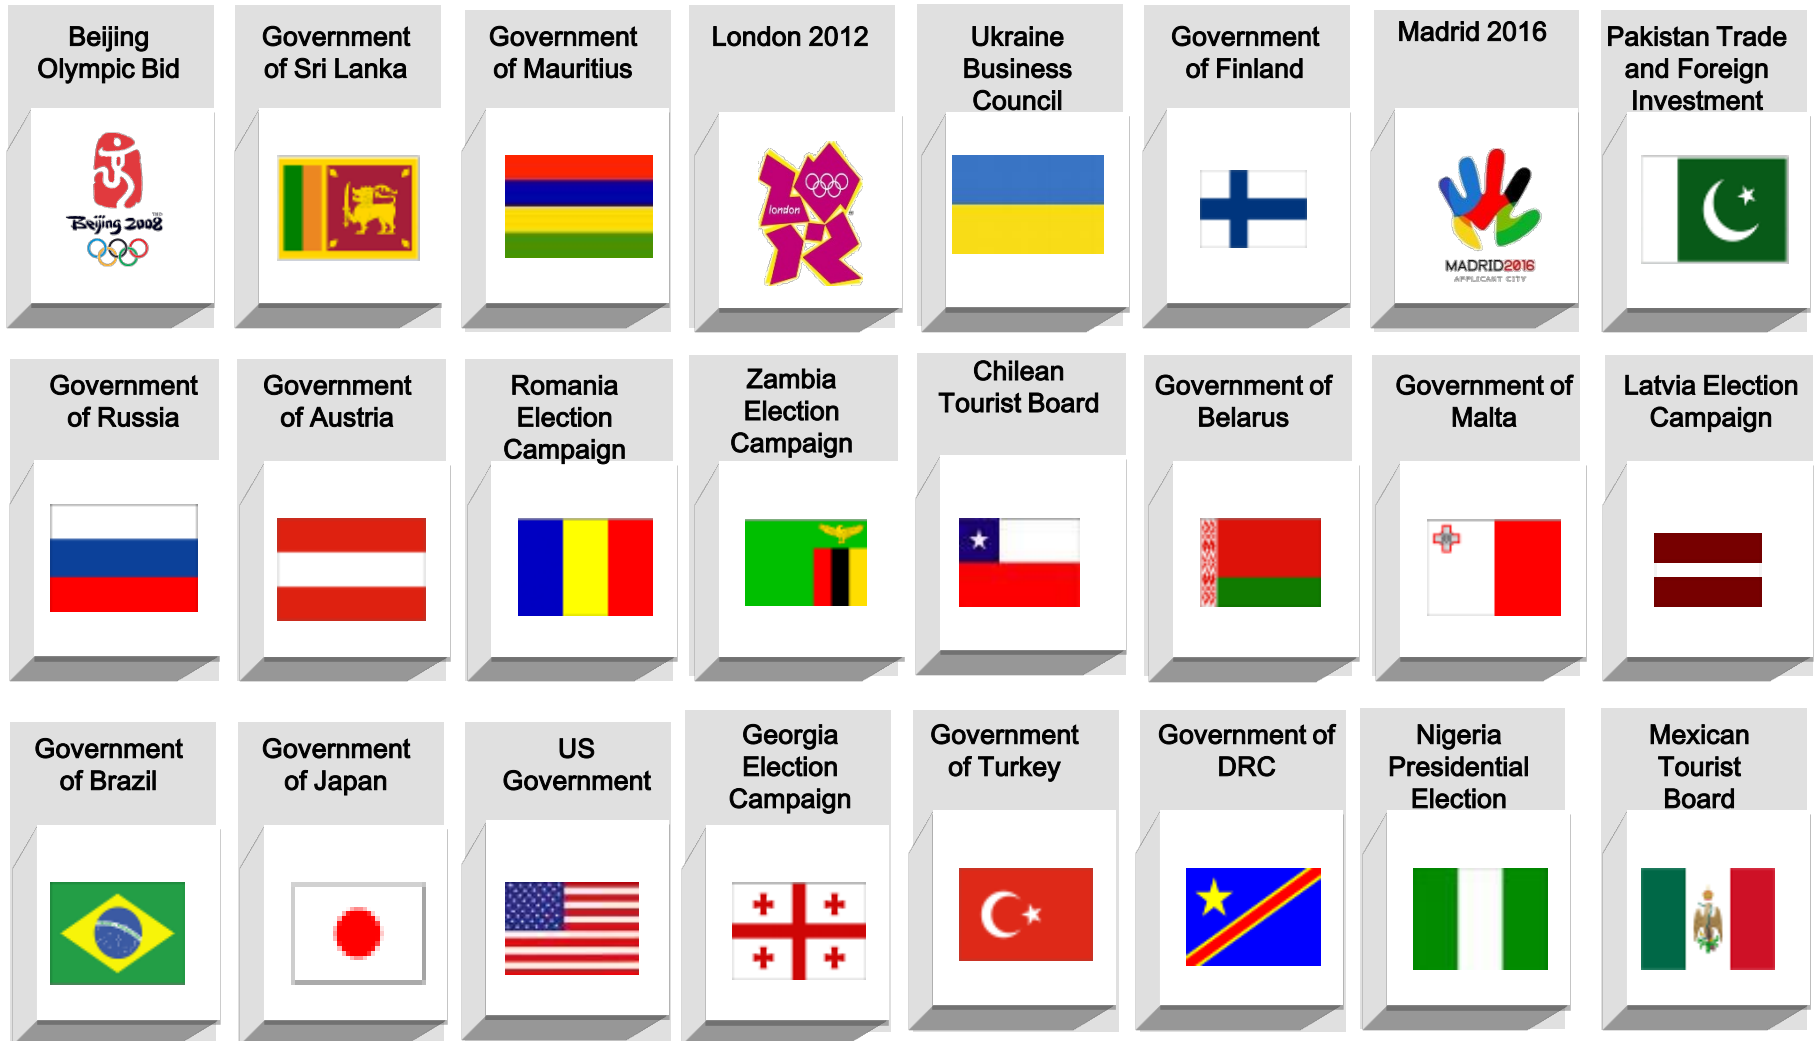 Beijing
Olympic Bid
Government
of Sri Lanka
Government
of Mauritius
London 2012
Ukraine
Business
Council
Government
of Finland
Madrid 2016
Pakistan Trade
and Foreign
Investment
Beijing 2008
london
MADRID2016
APPLICANT CITY
Government
of Russia
Government
of Austria
Romania
Election
Campaign
Zambia
Election
Campaign
Chilean
Tourist Board
Government of
Belarus
Government of
Malta
Latvia Election
Campaign
Government
of Brazil
Government
of Japan
US
Government
Georgia
Election
Campaign
Government
of Turkey
Government of
DRC
Nigeria
Presidential
Election
Mexican
Tourist
Board